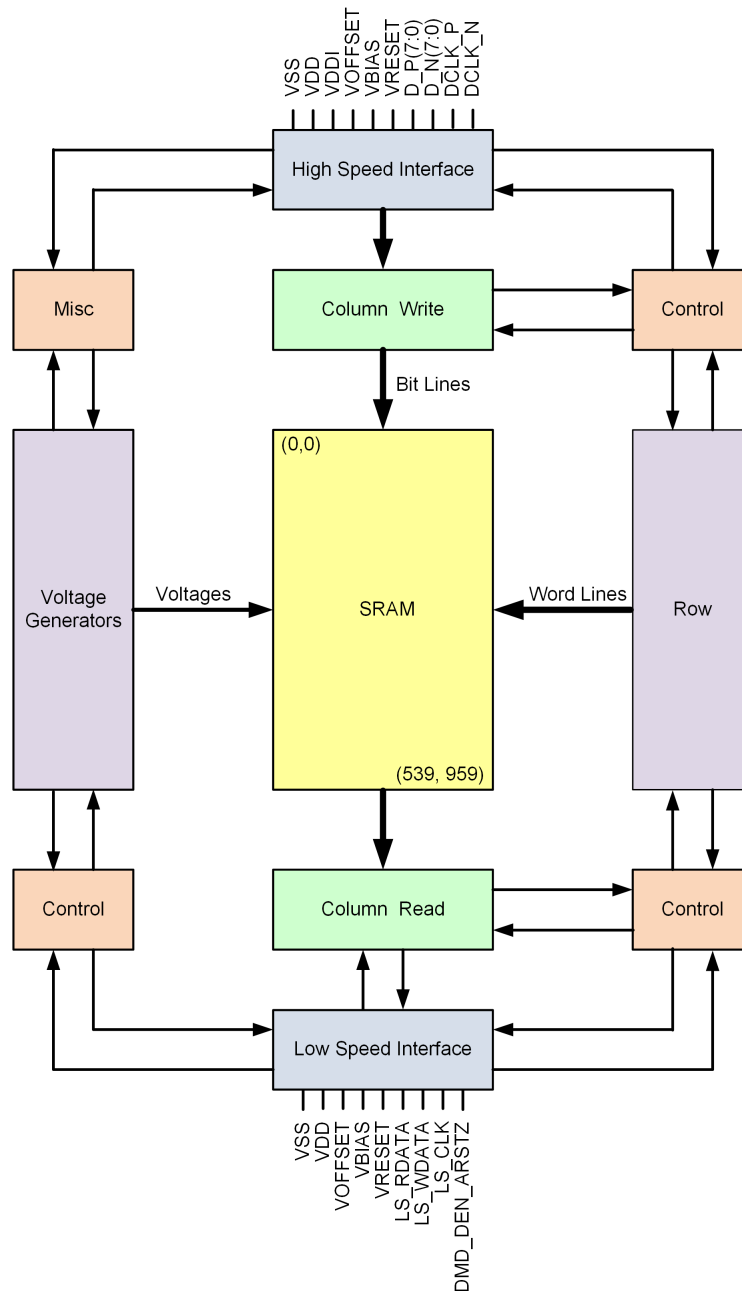 VSS
VDD
VDDI
VOFFSET
VBIAS
VRESET
D_P(7:0)
D_N(7:0)
DCLK_P
DCLK_N
High Speed Interface
Misc
Column Write
Control
Bit Lines
(0,0)
Voltage
Generators
Voltages
SRAM
Word Lines
Row
(539, 959)
Control
Column Read
Control
Low Speed Interface
VSS
VDD
VOFFSET
VBIAS
VRESET
LS_RDATA
LS_WDATA
LS_CLK
DMD_DEN_ARSTZ